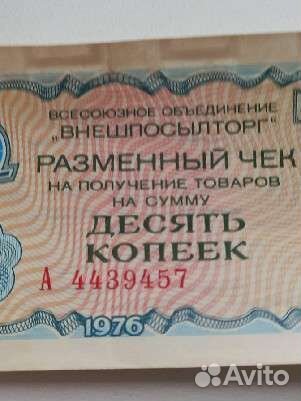 ВСЕСОЮЗНОЕ ОБЪЕДИНЕНИЕ
"ВНЕШПОСЫЛТОРГ"
РАЗМЕННЫЙ ЧЕК
НА ПОЛУЧЕНИЕ ТОВАРОВ
НА СУММУ
ДЕСЯТЬ
КОПЕЕК
А 4439457
1976
Avito